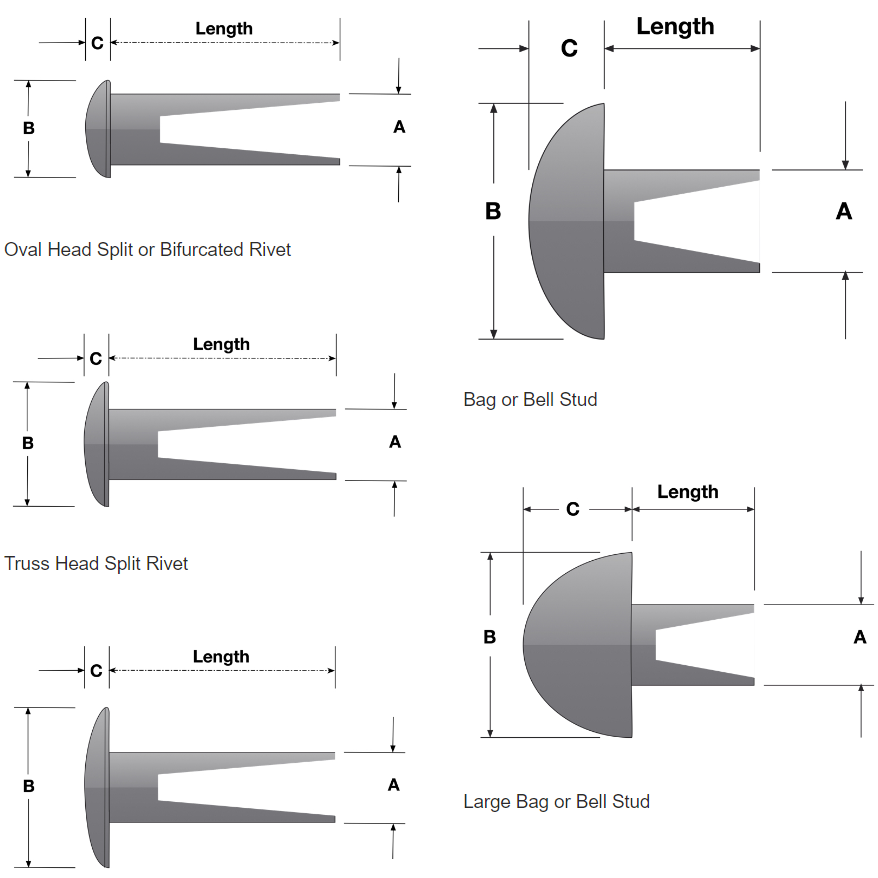 Length
C
B
A
Oval Head Split or Bifurcated Rivet
Length
C
B
A
Truss Head Split Rivet
Length
C
B
A
Length
C
B
A
Bag or Bell Stud
Length
C
B
A
Large Bag or Bell Stud